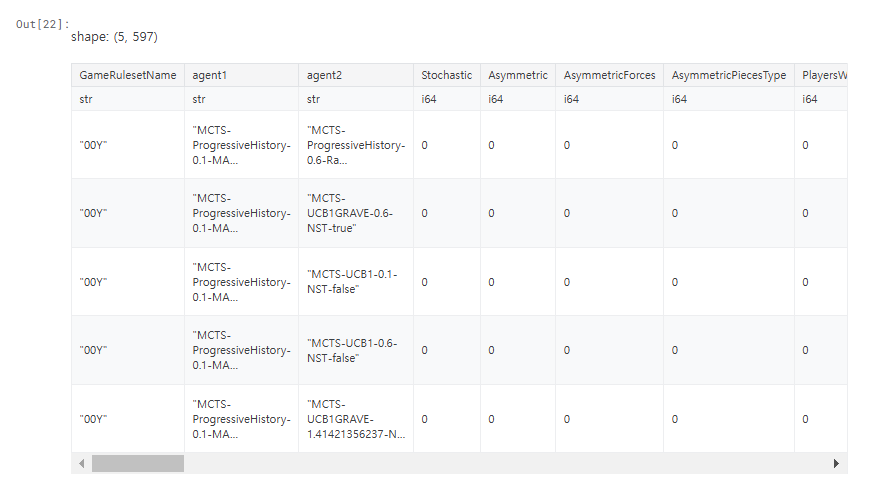 Out[22]:
shape: (5, 597)
GameRulesetName agent1 agent2 Stochastic Asymmetric AsymmetricForces AsymmetricPiecesType PlayersW
str str str i64 i64 i64 i64 i64
"MCTS- "MCTS-
"00Y" ProgressiveHistory- ProgressiveHistory- 0 0 0 0 0
0.1-MA... 0.6-Ra...
"MCTS- "MCTS-
"00Y" ProgressiveHistory- UCB1GRAVE-0.6- 0 0 0 0 0
0.1-MA... NST-true"
"MCTS-
"00Y" ProgressiveHistory- "MCTS-UCB1-0.1- 0 0 0 0 0
0.1-MA... NST-false"
"MCTS-
"00Y" ProgressiveHistory- "MCTS-UCB1-0.6- 0 0 0 0 0
0.1-MA... NST-false"
"MCTS- "MCTS-
"00Y" ProgressiveHistory- UCB1GRAVE- 0 0 0 0 0
0.1-MA... 1.41421356237-N...